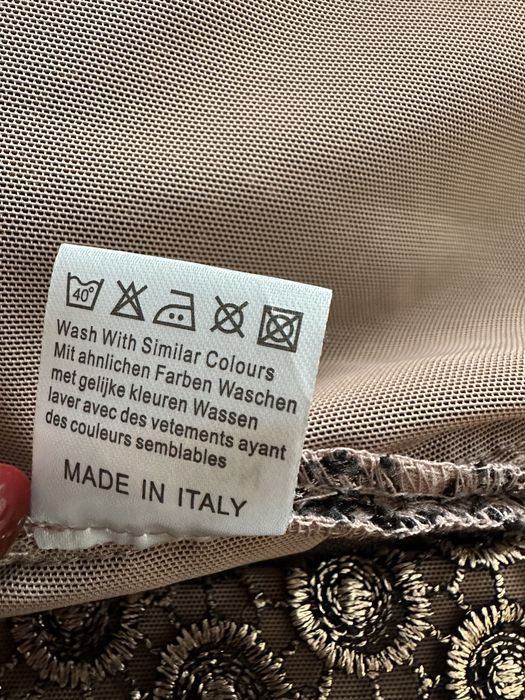 40°
Wash With Similar Colours
Mit ahnlichen Farben Waschen
met gelijke kleuren Wassen
laver avec des vetements ayant
des couleurs semblables
MADE IN ITALY